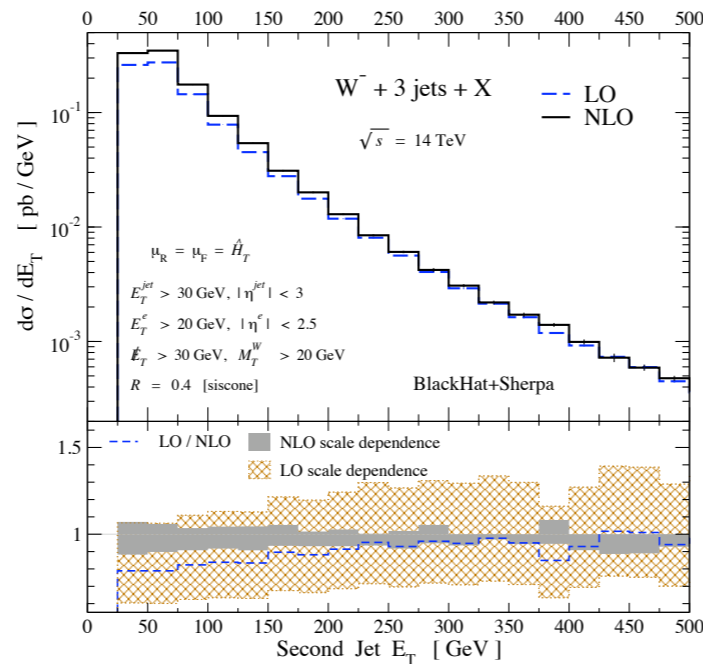 0 50 100 150 200 250 300 350 400 450 500
10^-1
10^-2
10^-3
dσ / dE_T [ pb / GeV ]
W^- + 3 jets + X
√s = 14 TeV
LO
NLO
μ_R = μ_F = Ĥ_T
E_T^jet > 30 GeV, | η^jet | < 3
E_T^e > 20 GeV, | η^e | < 2.5
E̸_T > 30 GeV, M_T^W > 20 GeV
R = 0.4 [siscone]
BlackHat+Sherpa
1.5
1
LO / NLO
NLO scale dependence
LO scale dependence
0 50 100 150 200 250 300 350 400 450 500
Second Jet E_T [ GeV ]